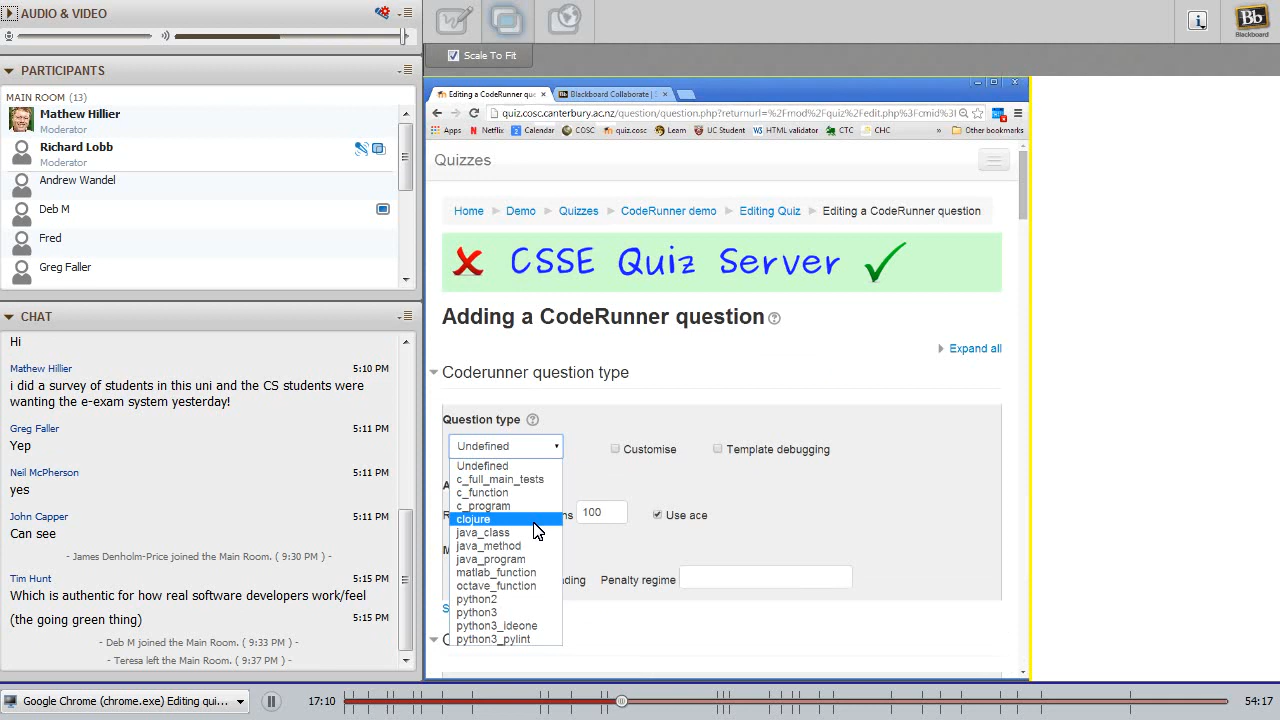 AUDIO & VIDEO
PARTICIPANTS
MAIN ROOM (13)
Mathew Hillier
Moderator
Richard Lobb
Moderator
Andrew Wandel
Deb M
Fred
Greg Faller
CHAT
Hi
Mathew Hillier 5:10 PM
i did a survey of students in this uni and the CS students were
wanting the e-exam system yesterday!
Greg Faller 5:11 PM
Yep
Neil McPherson 5:11 PM
yes
John Capper 5:11 PM
Can see
- James Denholm-Price joined the Main Room. ( 9:30 PM ) -
Tim Hunt 5:15 PM
Which is authentic for how real software developers work/feel
(the going green thing) 5:15 PM
- Deb M joined the Main Room. ( 9:33 PM ) -
- Teresa left the Main Room. ( 9:37 PM ) -
Scale To Fit
Bb
Blackboard
Editing a CodeRunner que
Blackboard Collaborate |
quiz.cosc.canterbury.ac.nz/question/question.php?returnurl=%2Fmod%2Fquiz%2Fedit.php%3Fcmid%
Apps Netflix Calendar COSC quiz.cosc Learn UC Student HTML validator CTC CHC » Other bookmarks
Quizzes
Home Demo Quizzes CodeRunner demo Editing Quiz Editing a CodeRunner question
CSSE Quiz Server
Adding a CodeRunner question
Expand all
Coderunner question type
Question type
Undefined Customise Template debugging
Undefined
c_full_main_tests
c_function
c_program
clojure
java_class
java_method
java_program
matlab_function
octave_function
python2
python3
python3_ideone
python3_pylint
ns 100 Use ace
ding Penalty regime
Google Chrome (chrome.exe) Editing qui... 17:10 54:17